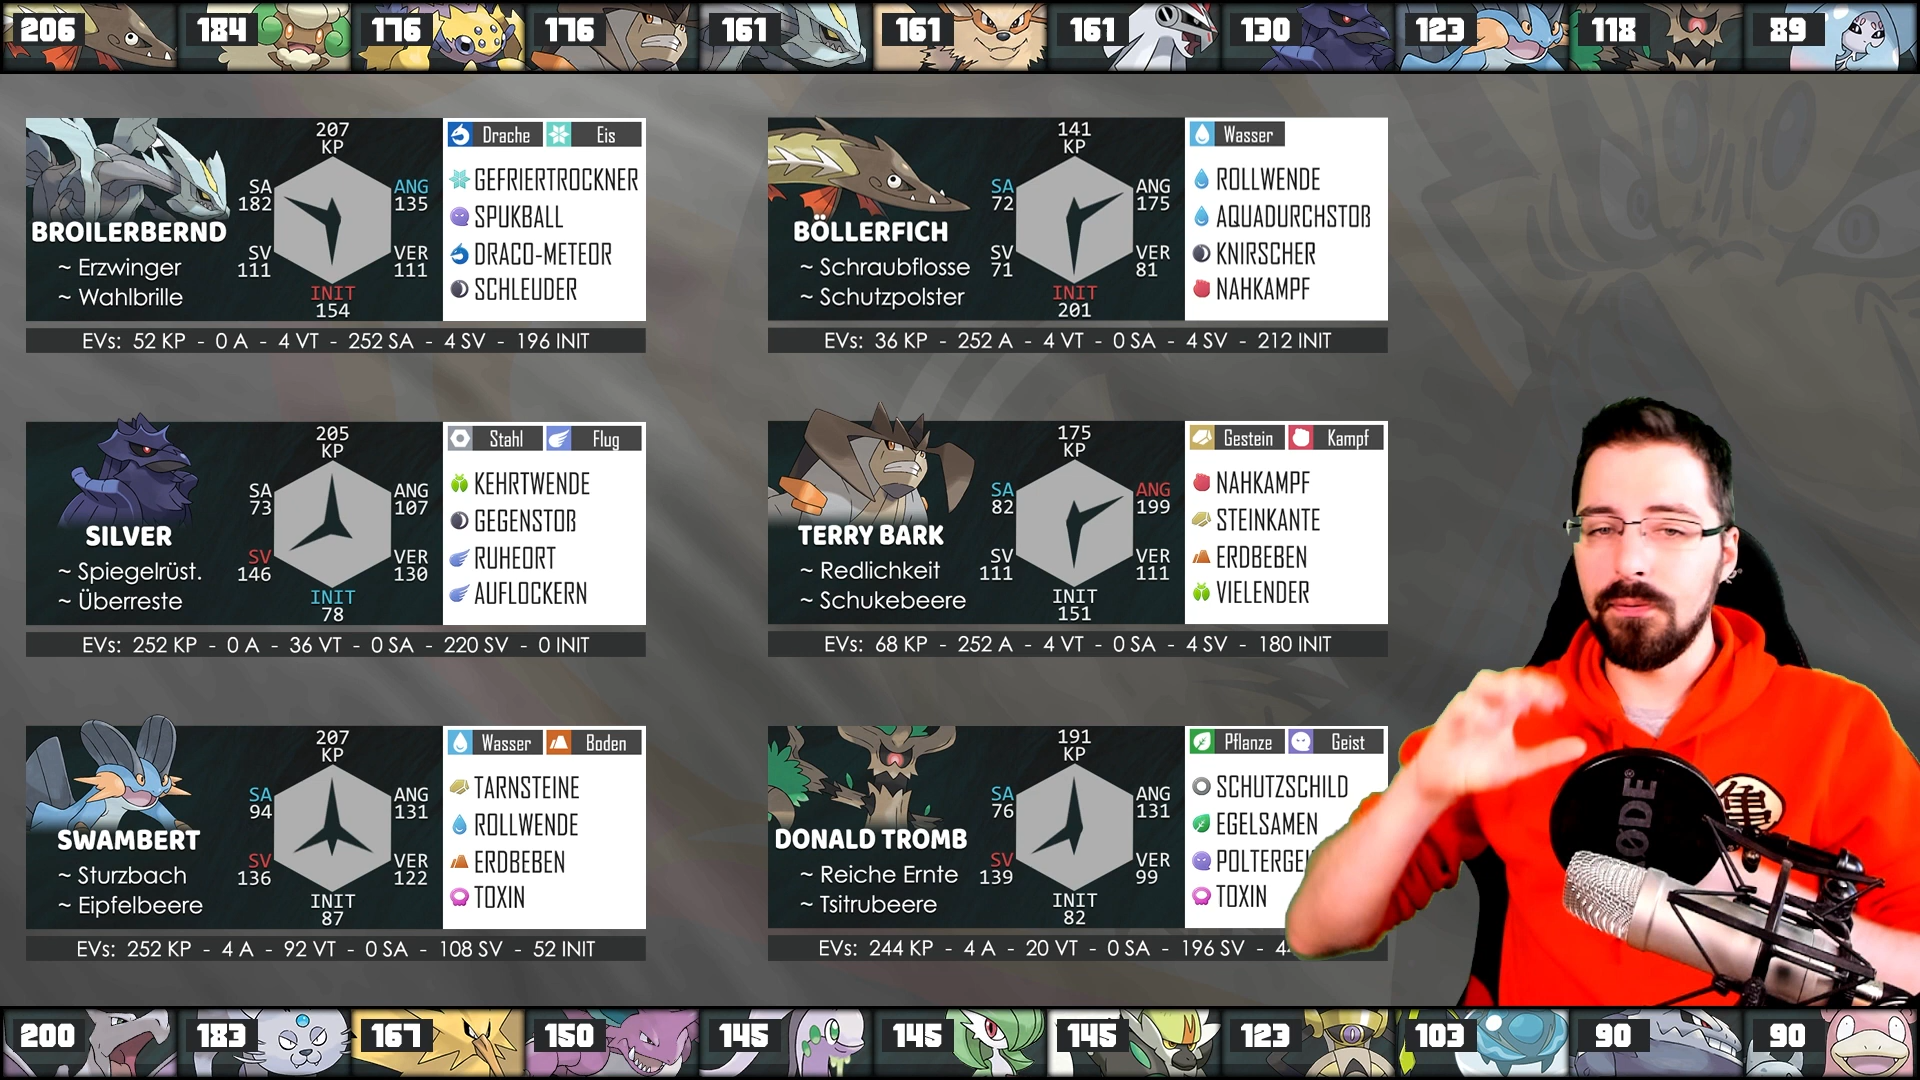 206 184 176 176 161 161 161 130 123 118 89
207
KP
SA
182
ANG
135
SV
111
VER
111
INIT
154
BROILERBERND
~ Erzwinger
~ Wahlbrille
Drache Eis
GEFRIERTROCKNER
SPUKBALL
DRACO-METEOR
SCHLEUDER
EVs: 52 KP - 0 A - 4 VT - 252 SA - 4 SV - 196 INIT
141
KP
SA
72
ANG
175
SV
71
VER
81
INIT
201
BÖLLERFICH
~ Schraubflosse
~ Schutzpolster
Wasser
ROLLWENDE
AQUADURCHSTOß
KNIRSCHER
NAHKAMPF
EVs: 36 KP - 252 A - 4 VT - 0 SA - 4 SV - 212 INIT
205
KP
SA
73
ANG
107
SV
146
VER
130
INIT
78
SILVER
~ Spiegelrüst.
~ Überreste
Stahl Flug
KEHRTWENDE
GEGENSTOß
RUHEORT
AUFLOCKERN
EVs: 252 KP - 0 A - 36 VT - 0 SA - 220 SV - 0 INIT
175
KP
SA
82
ANG
199
SV
111
VER
111
INIT
151
TERRY BARK
~ Redlichkeit
~ Schukebeere
Gestein Kampf
NAHKAMPF
STEINKANTE
ERDBEBEN
VIELENDER
EVs: 68 KP - 252 A - 4 VT - 0 SA - 4 SV - 180 INIT
207
KP
SA
94
ANG
131
SV
136
VER
122
INIT
87
SWAMBERT
~ Sturzbach
~ Eipfelbeere
Wasser Boden
TARNSTEINE
ROLLWENDE
ERDBEBEN
TOXIN
EVs: 252 KP - 4 A - 92 VT - 0 SA - 108 SV - 52 INIT
191
KP
SA
76
ANG
131
SV
139
VER
99
INIT
82
DONALD TROMB
~ Reiche Ernte
~ Tsitrubeere
Pflanze Geist
SCHUTZSCHILD
EGELSAMEN
POLTERGEI
TOXIN
EVs: 244 KP - 4 A - 20 VT - 0 SA - 196 SV - 4
RØDE
亀
200 183 167 150 145 145 145 123 103 90 90